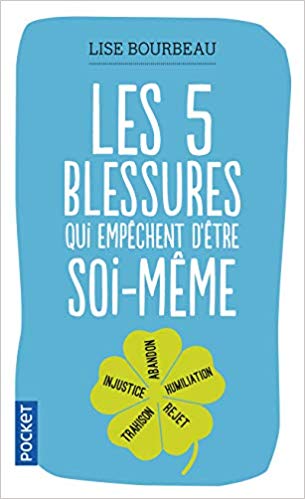 LISE BOURBEAU
LES 5
BLESSURES
QUi EMPÊCHENT D'ÊTRE
SOi-MÊME
ABANDON
INJUSTICE
HUMILIATION
TRAHISON
REJET
POCKET